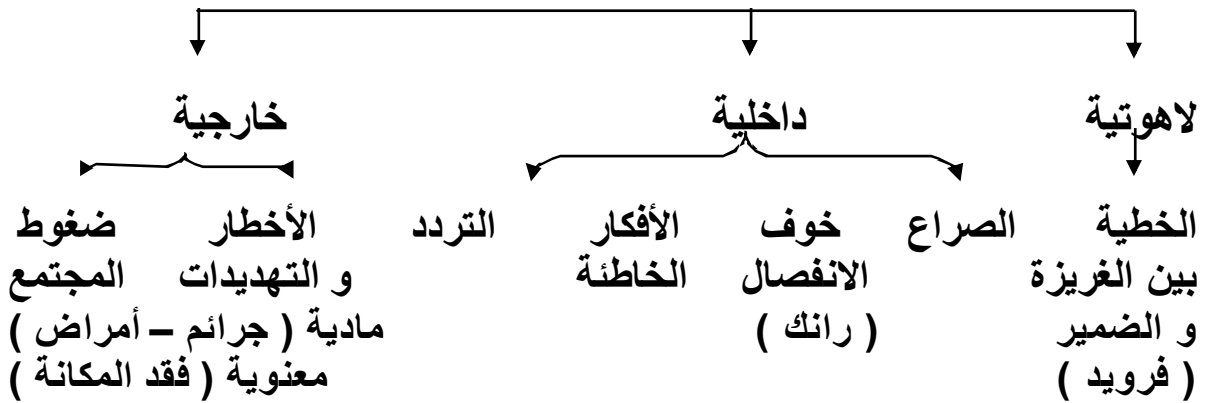 لاهوتية داخلية خارجية
الخطية الصراع خوف الأفكار التردد الأخطار ضغوط
بين الغريزة الانفصال الخاطئة و التهديدات المجتمع
و الضمير ( رانك ) مادية ( جرائم – أمراض )
( فرويد ) معنوية ( فقد المكانة )